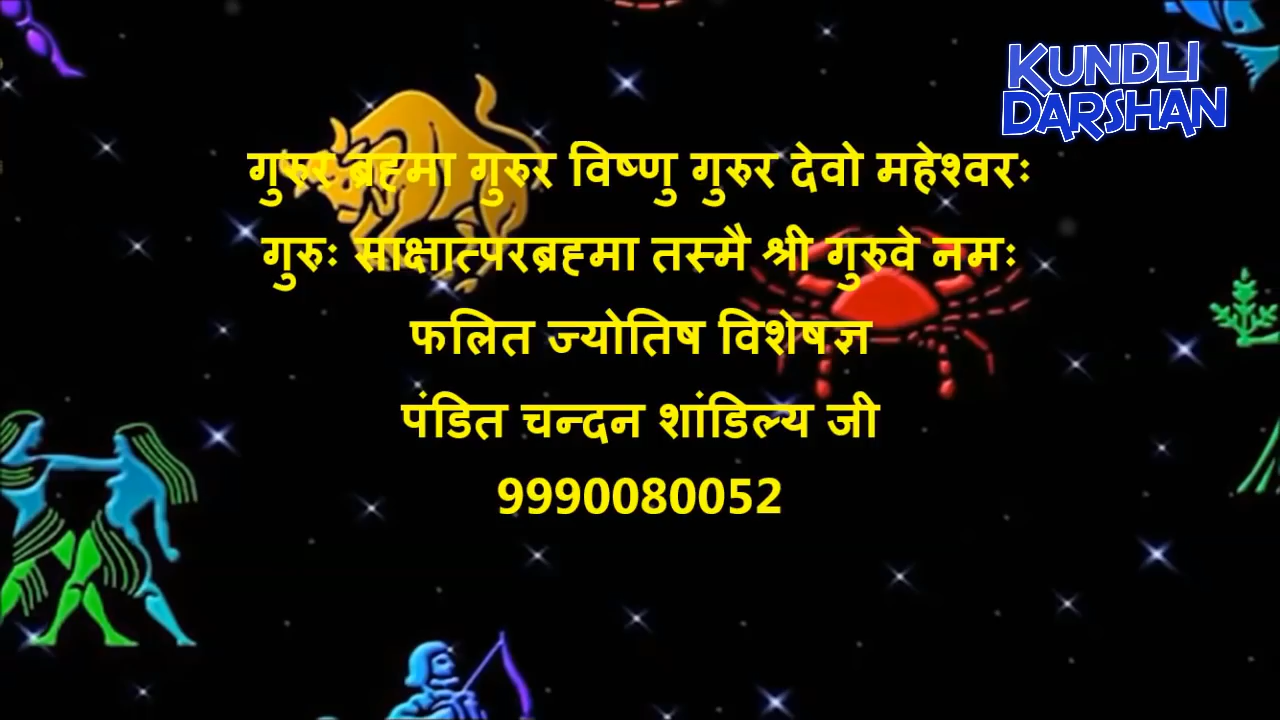 KUNDLI
DARSHAN
गुरुर ब्रह्मा गुरुर विष्णु गुरुर देवो महेश्वरः
गुरुः साक्षात्परब्रह्मा तस्मै श्री गुरुवे नमः
फलित ज्योतिष विशेषज्ञ
पंडित चन्दन शांडिल्य जी
9990080052